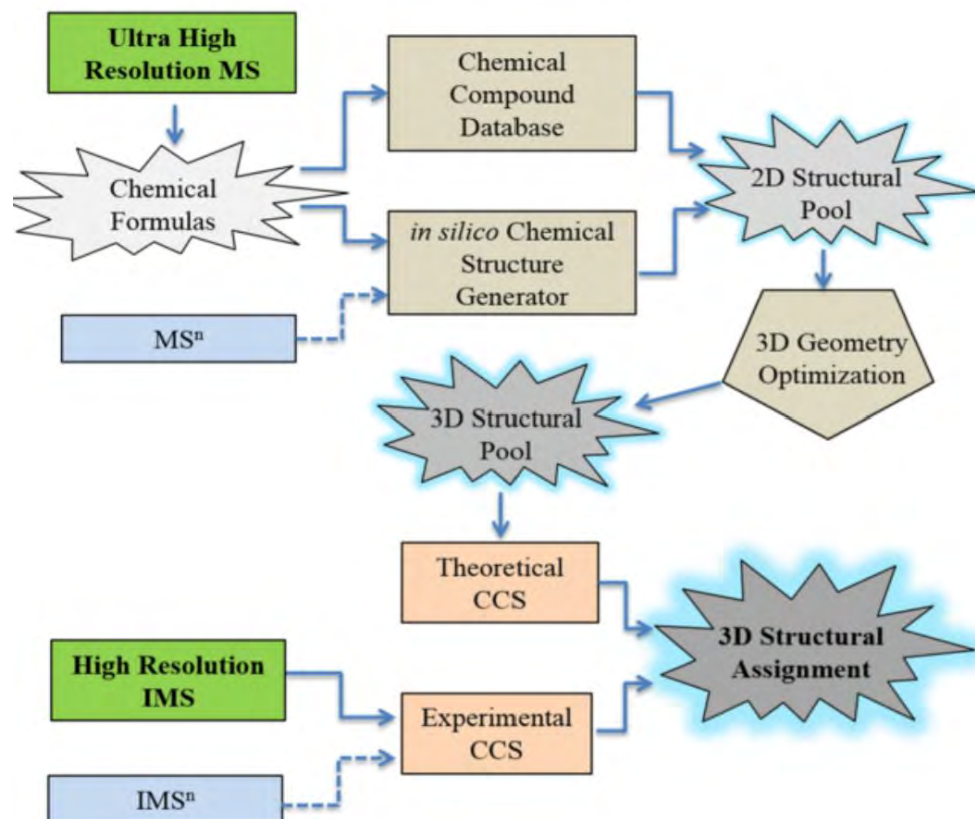 Ultra High
Resolution MS
Chemical
Compound
Database
Chemical
Formulas
2D Structural
Pool
in silico Chemical
Structure
Generator
MSⁿ
3D Geometry
Optimization
3D Structural
Pool
Theoretical
CCS
3D Structural
Assignment
High Resolution
IMS
Experimental
CCS
IMSⁿ